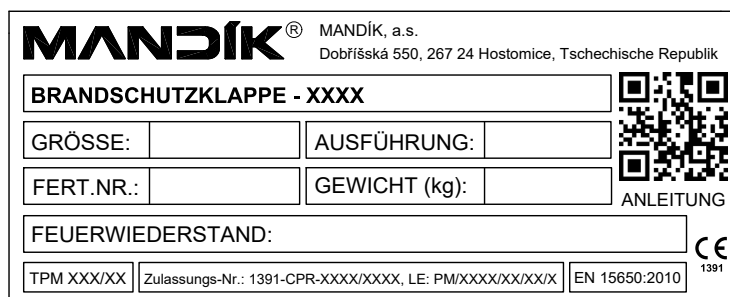 MANDÍK® MANDÍK, a.s.
Dobříšská 550, 267 24 Hostomice, Tschechische Republik
BRANDSCHUTZKLAPPE - XXXX
GRÖSSE: AUSFÜHRUNG:
FERT.NR.: GEWICHT (kg):
ANLEITUNG
FEUERWIEDERSTAND:
CE
1391
TPM XXX/XX Zulassungs-Nr.: 1391-CPR-XXXX/XXXX, LE: PM/XXXX/XX/XX/X EN 15650:2010